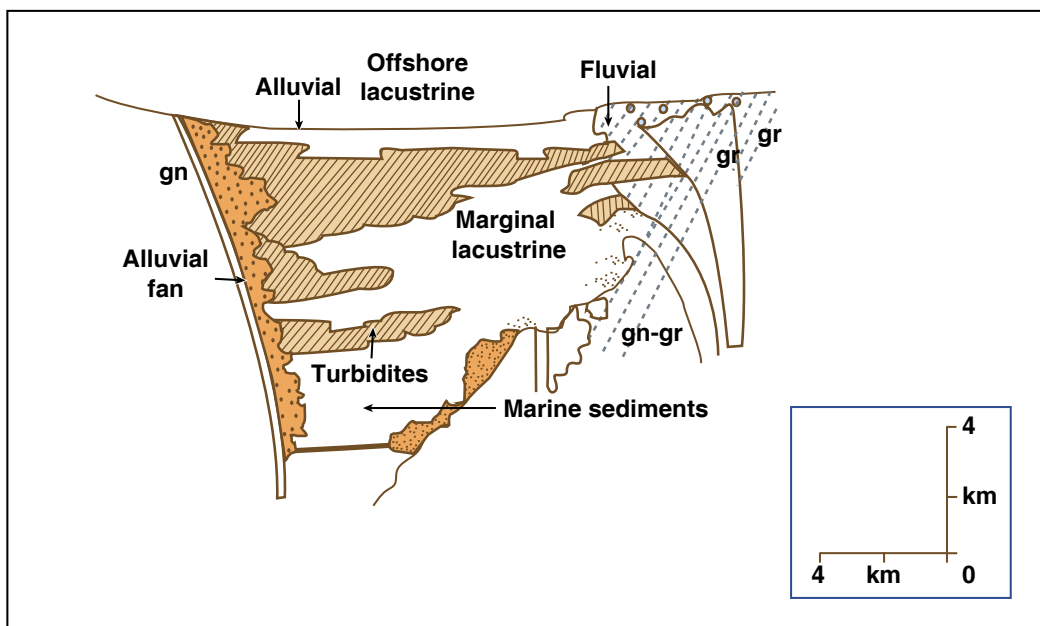 Offshore
lacustrine
Alluvial
Fluvial
gr
gr
gn
Marginal
lacustrine
Alluvial
fan
gn-gr
Turbidites
Marine sediments
4
km
4 km 0